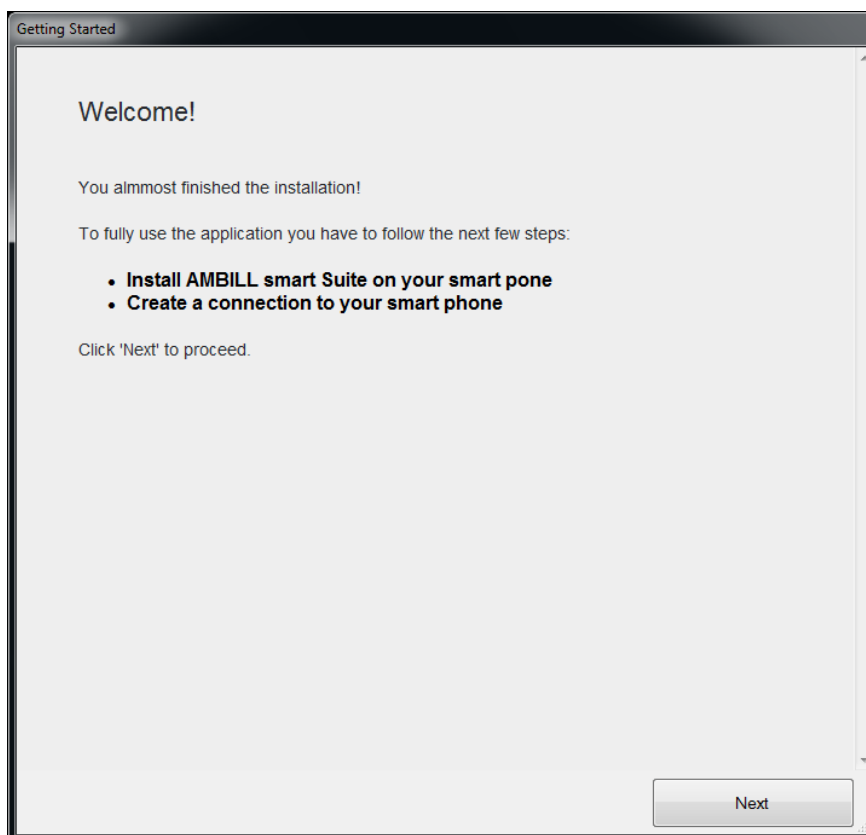 Getting Started
Welcome!
You almmost finished the installation!
To fully use the application you have to follow the next few steps:
• Install AMBILL smart Suite on your smart pone
• Create a connection to your smart phone
Click 'Next' to proceed.
Next